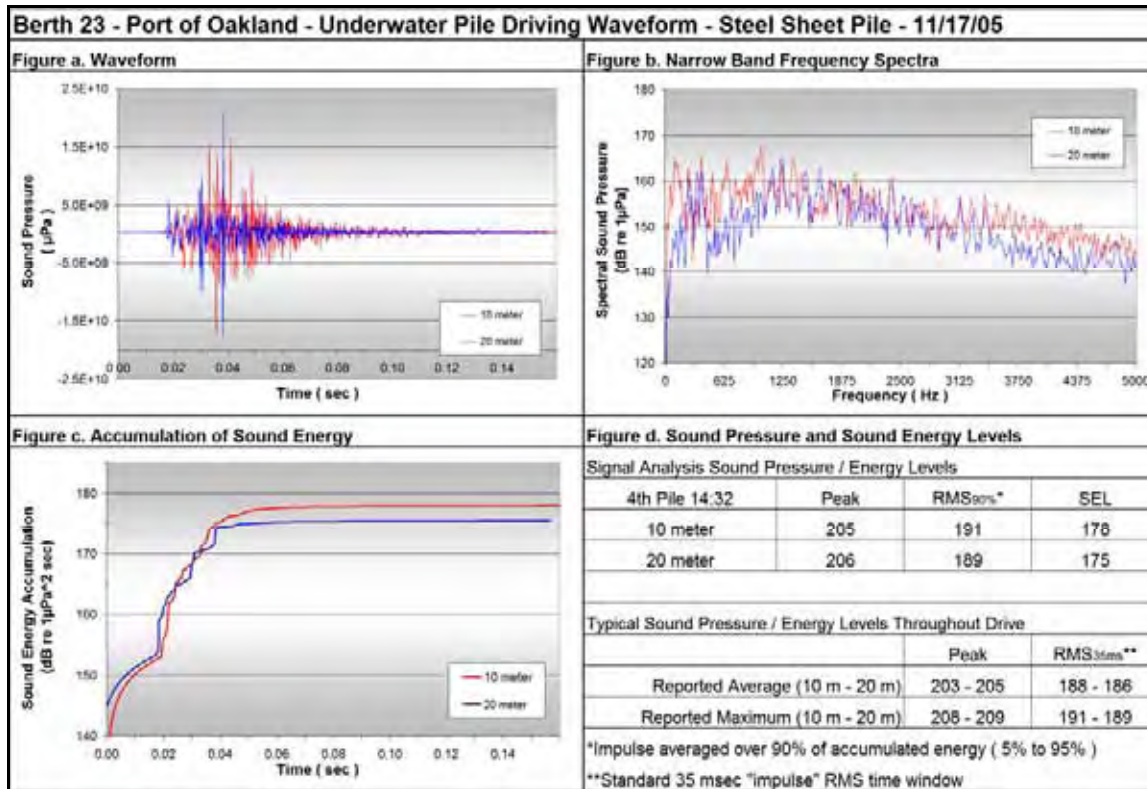 Berth 23 - Port of Oakland - Underwater Pile Driving Waveform - Steel Sheet Pile - 11/17/05
Figure a. Waveform
2.5E+10
1.5E+10
5.0E+09
-5.0E+09
-1.5E+10
-2.5E+10
Sound Pressure
( µPa )
10 meter
20 meter
0.00 0.02 0.04 0.06 0.08 0.10 0.12 0.14
Time ( sec )
Figure b. Narrow Band Frequency Spectra
180
170
160
150
140
130
120
Spectral Sound Pressure
(dB re 1µPa)
10 meter
20 meter
0 625 1250 1875 2500 3125 3750 4375 5000
Frequency ( Hz )
Figure c. Accumulation of Sound Energy
180
170
160
150
140
Sound Energy Accumulation
(dB re 1µPa^2 sec)
10 meter
20 meter
0.00 0.02 0.04 0.06 0.08 0.10 0.12 0.14
Time ( sec )
Figure d. Sound Pressure and Sound Energy Levels
Signal Analysis Sound Pressure / Energy Levels
4th Pile 14:32 Peak RMS90%* SEL
10 meter 205 191 178
20 meter 206 189 175
Typical Sound Pressure / Energy Levels Throughout Drive
Peak RMS35ms**
Reported Average (10 m - 20 m) 203 - 205 188 - 186
Reported Maximum (10 m - 20 m) 208 - 209 191 - 189
*Impulse averaged over 90% of accumulated energy ( 5% to 95% )
**Standard 35 msec "impulse" RMS time window